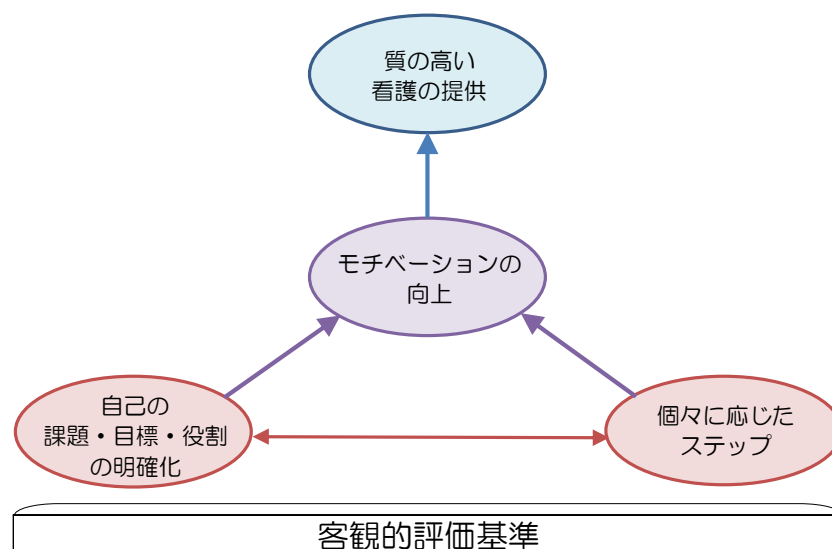 質の高い
看護の提供
モチベーションの
向上
自己の
課題・目標・役割
の明確化
個々に応じた
ステップ
客観的評価基準